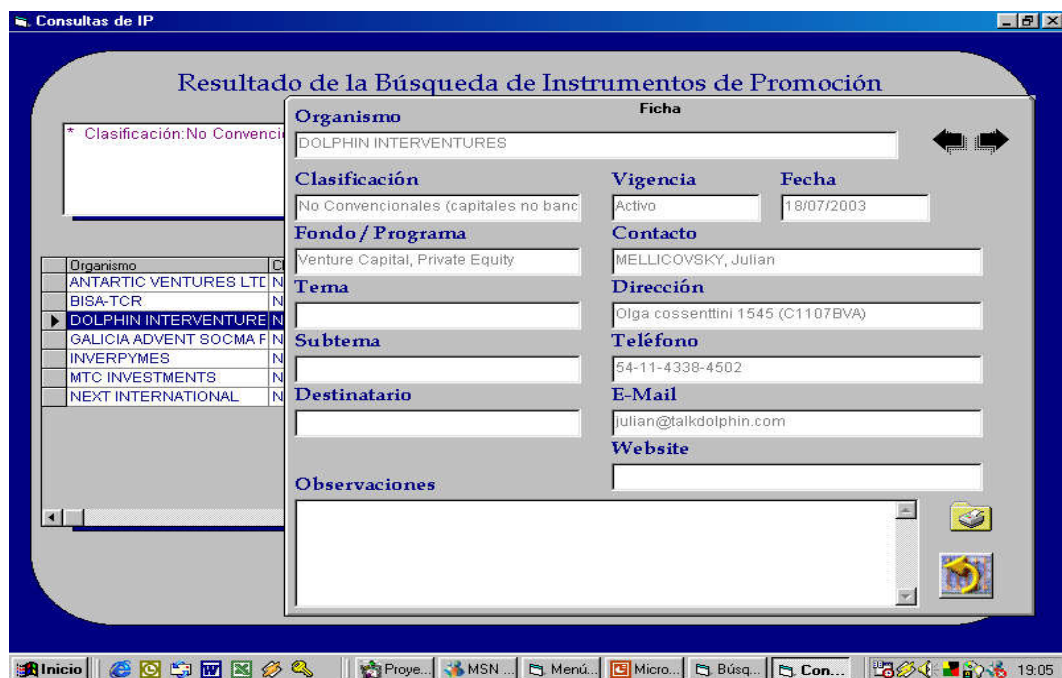 Consultas de IP
Resultado de la Búsqueda de Instrumentos de Promoción
* Clasificación:No Convenci
Organismo
ANTARTIC VENTURES LTD N
BISA-TCR N
DOLPHIN INTERVENTURE N
GALICIA ADVENT SOCMA F N
INVERPYMES N
MTC INVESTMENTS N
NEXT INTERNATIONAL N
Ficha
Organismo
DOLPHIN INTERVENTURES
Clasificación Vigencia Fecha
No Convencionales (capitales no banc Activo 18/07/2003
Fondo / Programa Contacto
Venture Capital, Private Equity MELLICOVSKY, Julian
Tema Dirección
Olga cossenttini 1545 (C1107BVA)
Subtema Teléfono
54-11-4338-4502
Destinatario E-Mail
julian@talkdolphin.com
Website
Observaciones
Inicio Proye... MSN ... Menú... Micro... Búsq... Con... 19:05